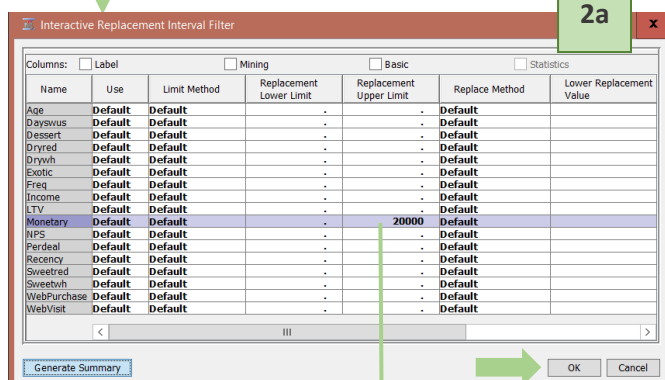 2a
Interactive Replacement Interval Filter
x
Columns: Label Mining Basic Statistics
Name Use Limit Method Replacement Lower Limit Replacement Upper Limit Replace Method Lower Replacement Value
Age Default Default . . Default
Dayswus Default Default . . Default
Dessert Default Default . . Default
Dryred Default Default . . Default
Drywh Default Default . . Default
Exotic Default Default . . Default
Freq Default Default . . Default
Income Default Default . . Default
LTV Default Default . . Default
Monetary Default Default . 20000 Default
NPS Default Default . . Default
Perdeal Default Default . . Default
Recency Default Default . . Default
Sweetred Default Default . . Default
Sweetwh Default Default . . Default
WebPurchase Default Default . . Default
WebVisit Default Default . . Default
Generate Summary OK Cancel